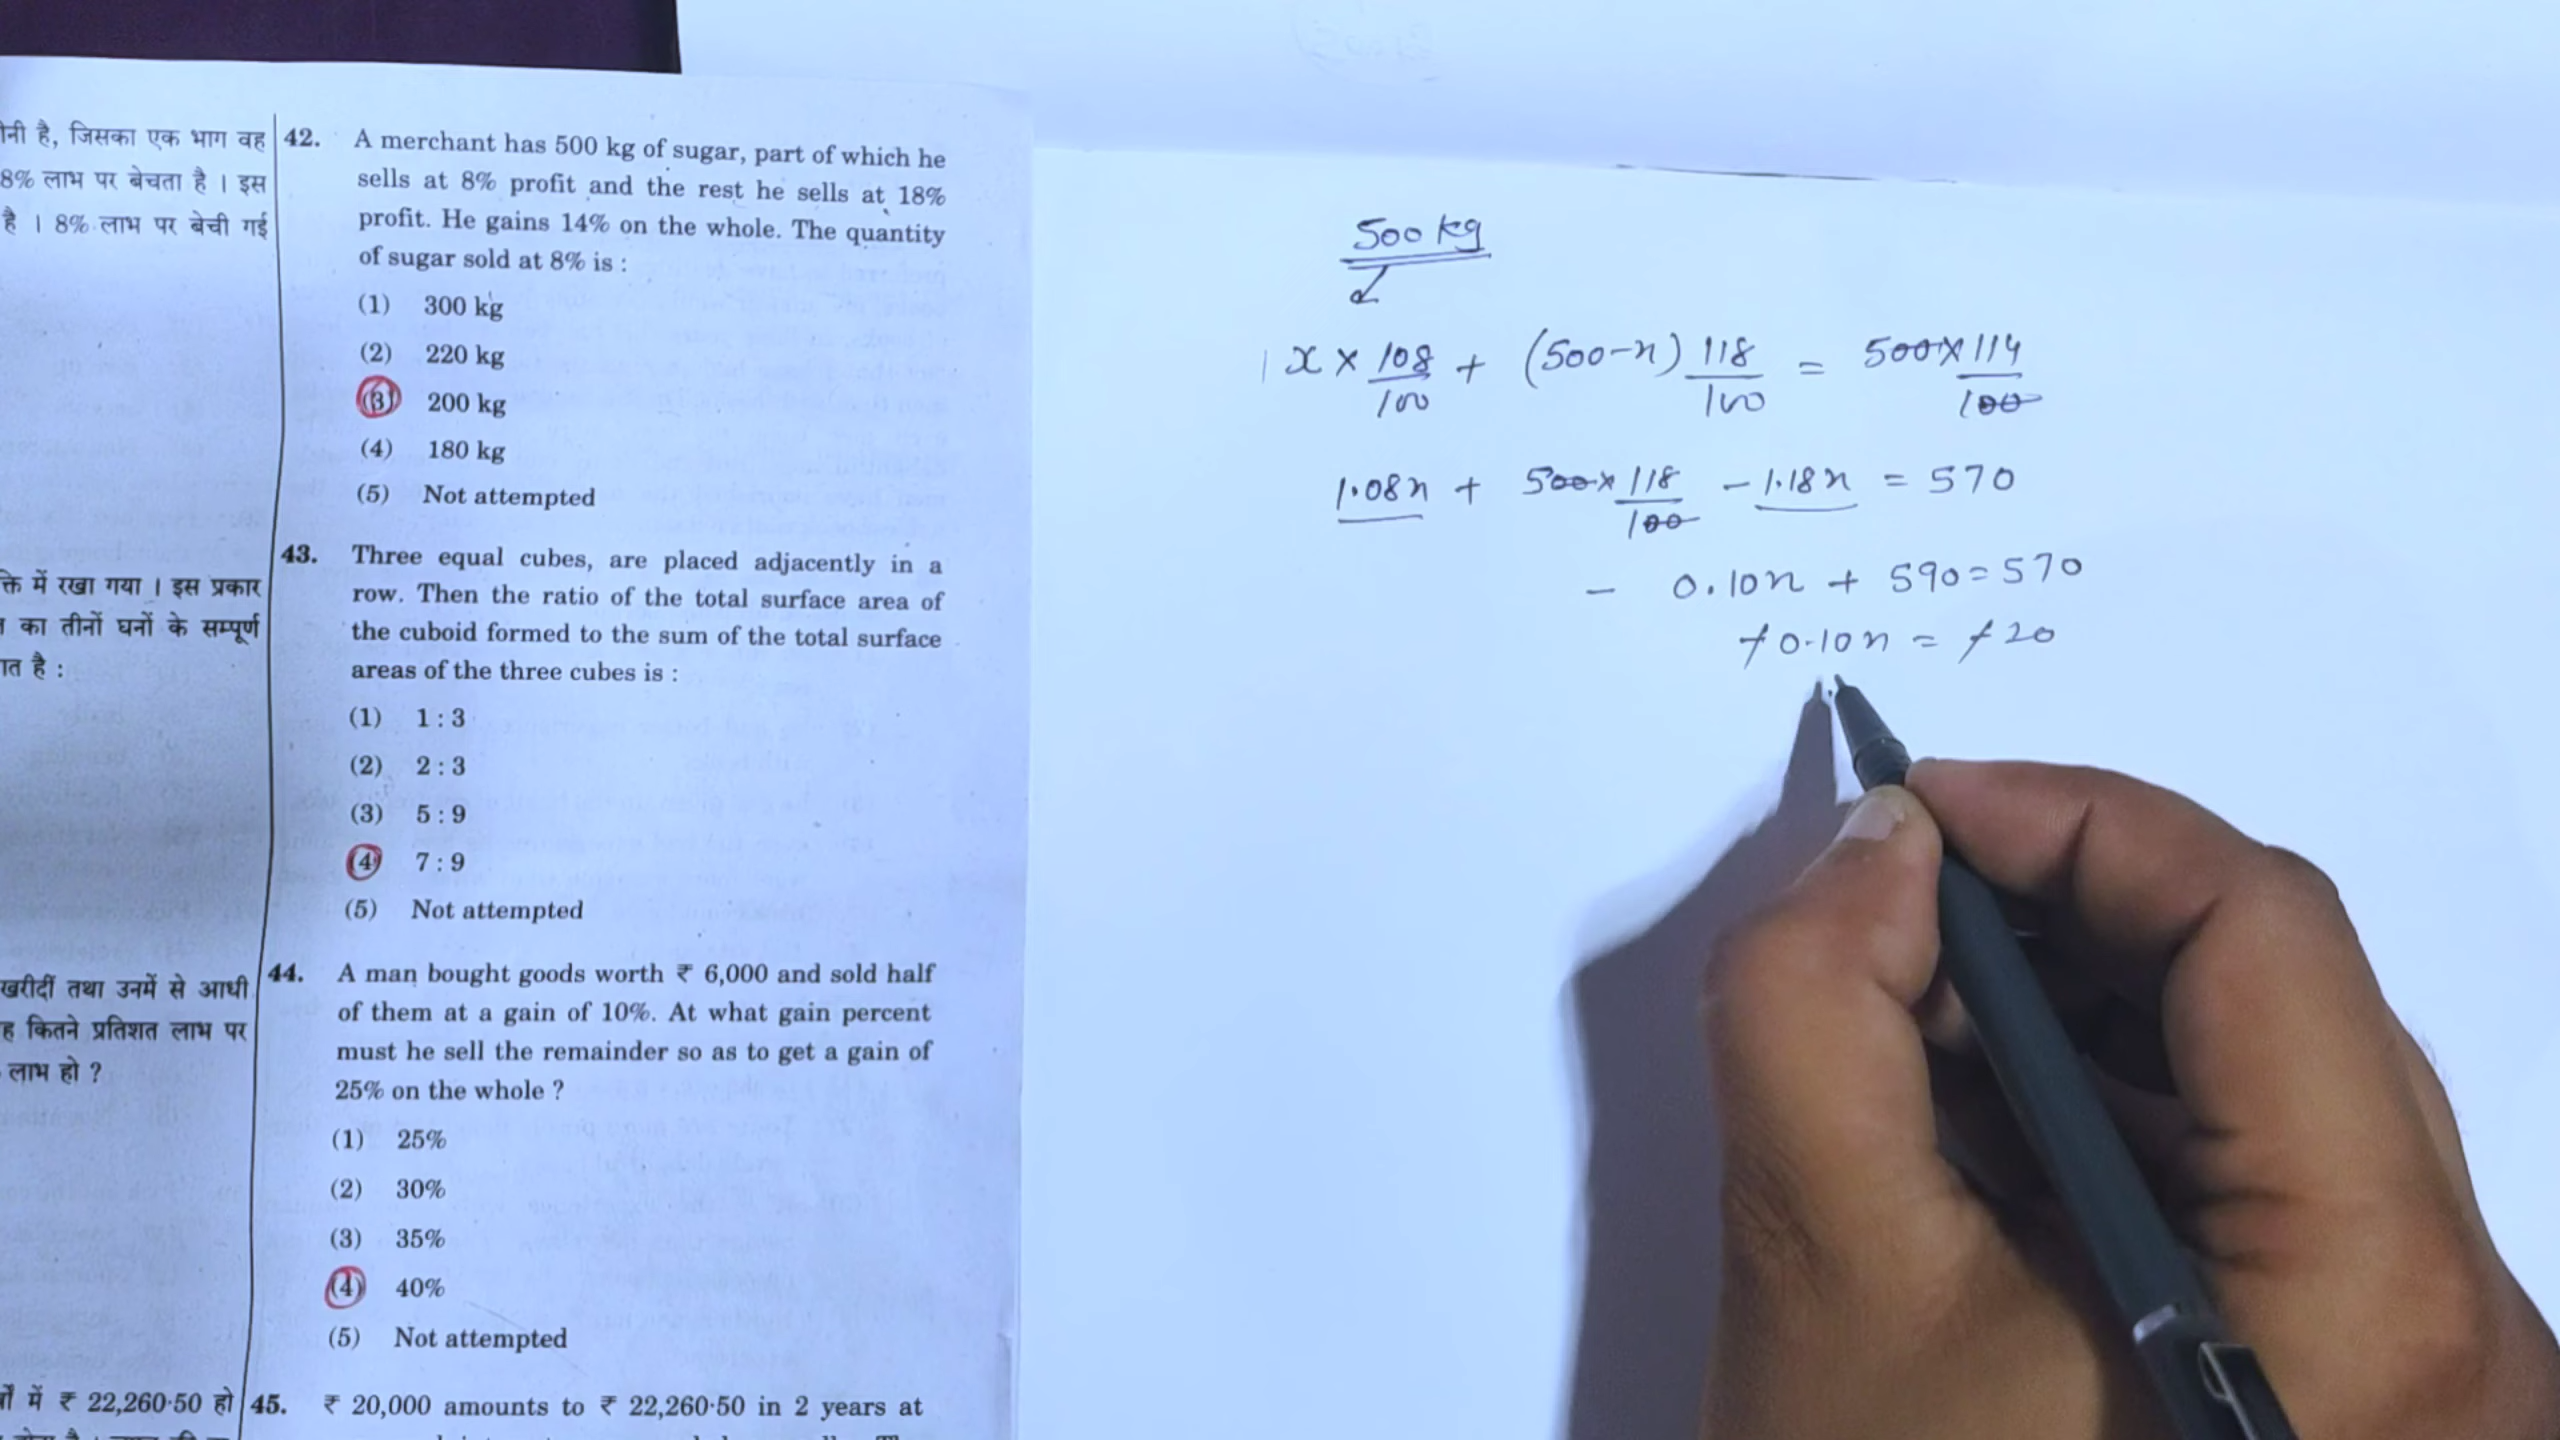 नी है, जिसका एक भाग वह
8% लाभ पर बेचता है । इस
है । 8% लाभ पर बेची गई
42. A merchant has 500 kg of sugar, part of which he
sells at 8% profit and the rest he sells at 18%
profit. He gains 14% on the whole. The quantity
of sugar sold at 8% is :
(1) 300 kg
(2) 220 kg
(3) 200 kg
(4) 180 kg
(5) Not attempted
में रखा गया । इस प्रकार
का तीनों घनों के सम्पूर्ण
है :
43. Three equal cubes, are placed adjacently in a
row. Then the ratio of the total surface area of
the cuboid formed to the sum of the total surface
areas of the three cubes is :
(1) 1 : 3
(2) 2 : 3
(3) 5 : 9
(4) 7 : 9
(5) Not attempted
खरीदीं तथा उनमें से आधी
कितने प्रतिशत लाभ पर
लाभ हो ?
44. A man bought goods worth ₹ 6,000 and sold half
of them at a gain of 10%. At what gain percent
must he sell the remainder so as to get a gain of
25% on the whole ?
(1) 25%
(2) 30%
(3) 35%
(4) 40%
(5) Not attempted
में ₹ 22,260·50 हो
45. ₹ 20,000 amounts to ₹ 22,260·50 in 2 years at
500 kg
x × 108/100 + (500-x) 118/100 = 500 × 114/100
1.08x + 500 × 118/100 - 1.18x = 570
- 0.10x + 590 = 570
-0.10x = -20